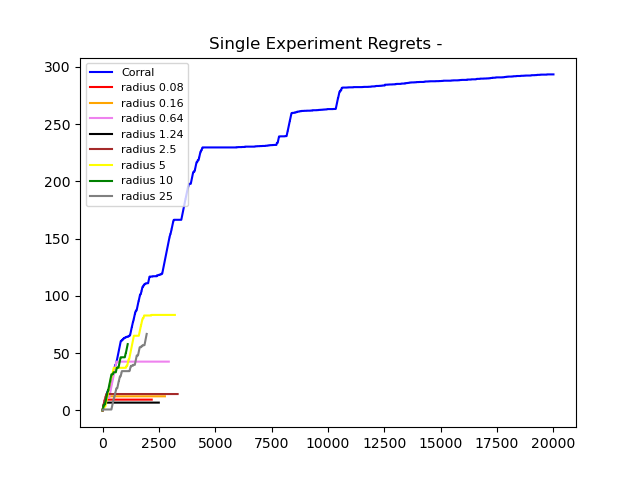 Single Experiment Regrets -
300
250
200
150
100
50
0
Corral
radius 0.08
radius 0.16
radius 0.64
radius 1.24
radius 2.5
radius 5
radius 10
radius 25
0 2500 5000 7500 10000 12500 15000 17500 20000